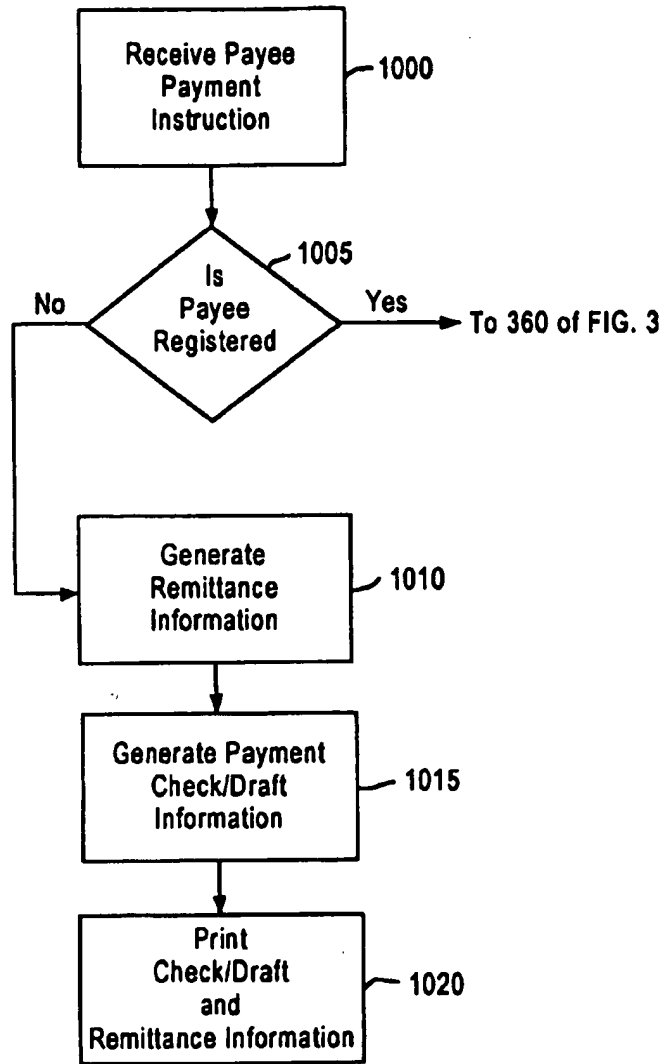 Receive Payee
Payment
Instruction
1000
1005
Is
Payee
Registered
No
Yes
To 360 of FIG. 3
Generate
Remittance
Information
1010
Generate Payment
Check/Draft
Information
1015
Print
Check/Draft
and
Remittance Information
1020